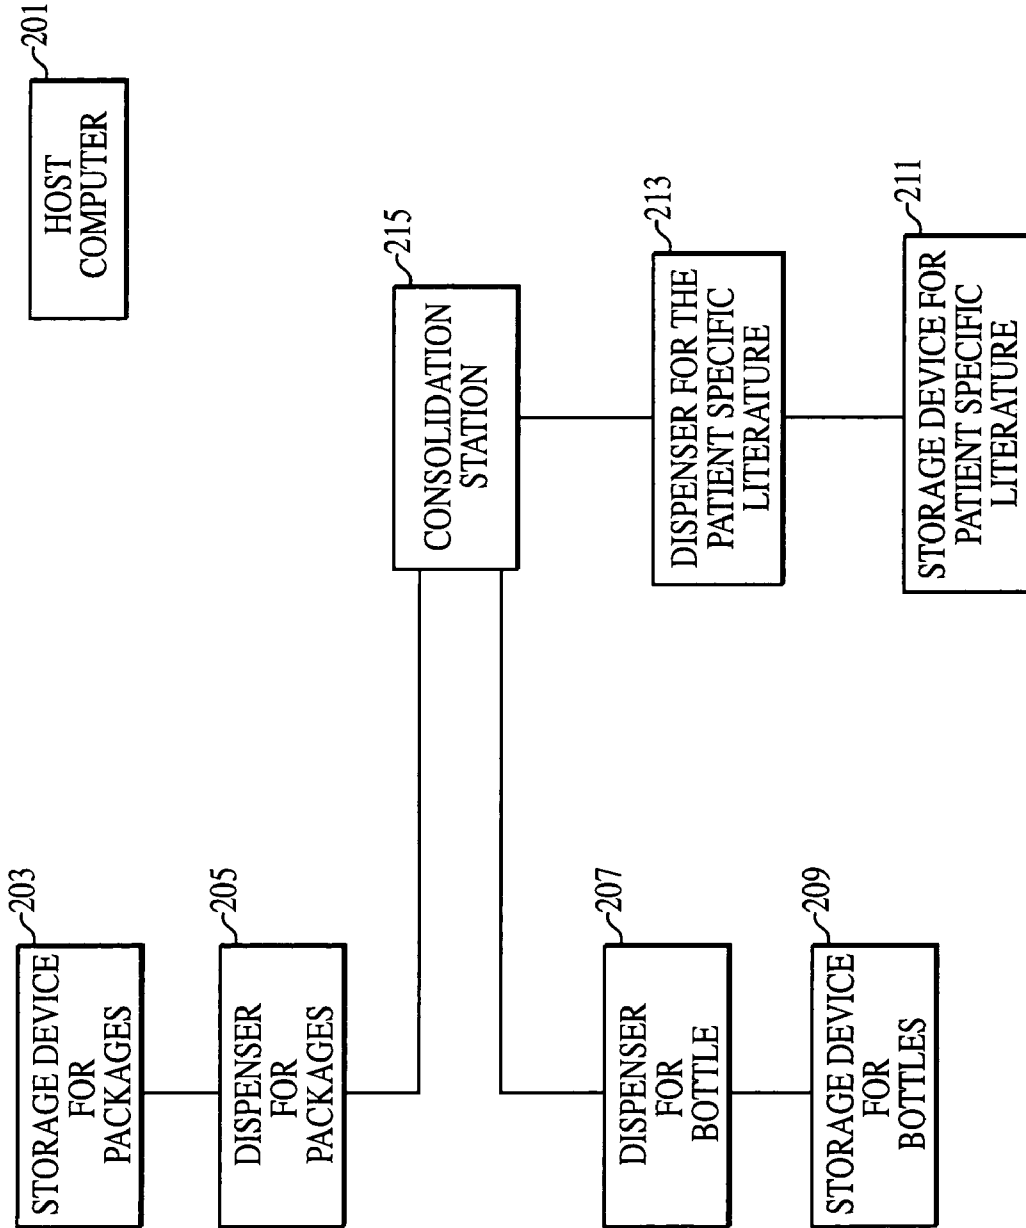 201
HOST
COMPUTER
203
STORAGE DEVICE
FOR
PACKAGES
205
DISPENSER
FOR
PACKAGES
215
CONSOLIDATION
STATION
207
DISPENSER
FOR
BOTTLE
209
STORAGE DEVICE
FOR
BOTTLES
213
DISPENSER FOR THE
PATIENT SPECIFIC
LITERATURE
211
STORAGE DEVICE FOR
PATIENT SPECIFIC
LITERATURE